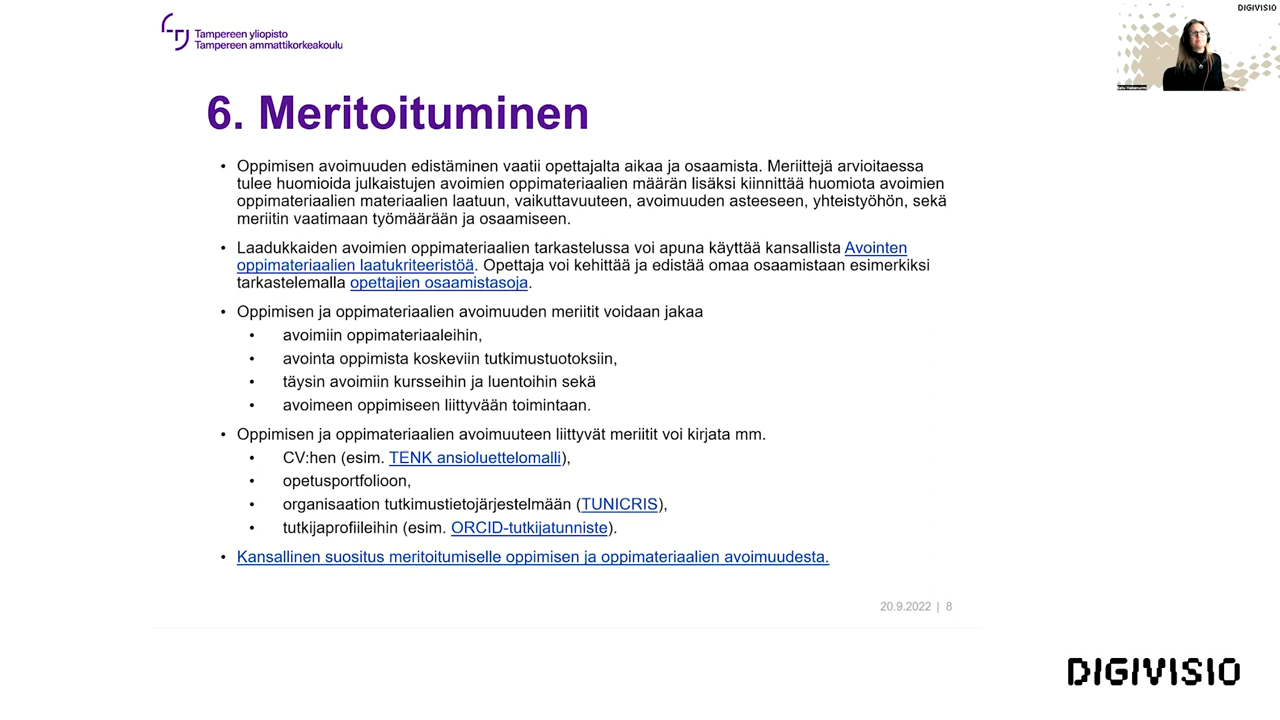 Tampereen yliopisto
Tampereen ammattikorkeakoulu
DIGIVISIO
6. Meritoituminen
• Oppimisen avoimuuden edistäminen vaatii opettajalta aikaa ja osaamista. Meriittejä arvioitaessa
tulee huomioida julkaistujen avoimien oppimateriaalien määrän lisäksi kiinnittää huomiota avoimien
oppimateriaalien materiaalien laatuun, vaikuttavuuteen, avoimuuden asteeseen, yhteistyöhön, sekä
meriitin vaatimaan työmäärään ja osaamiseen.
• Laadukkaiden avoimien oppimateriaalien tarkastelussa voi apuna käyttää kansallista Avointen
oppimateriaalien laatukriteeristöä. Opettaja voi kehittää ja edistää omaa osaamistaan esimerkiksi
tarkastelemalla opettajien osaamistasoja.
• Oppimisen ja oppimateriaalien avoimuuden meriitit voidaan jakaa
• avoimiin oppimateriaaleihin,
• avointa oppimista koskeviin tutkimustuotoksiin,
• täysin avoimiin kursseihin ja luentoihin sekä
• avoimeen oppimiseen liittyvään toimintaan.
• Oppimisen ja oppimateriaalien avoimuuteen liittyvät meriitit voi kirjata mm.
• CV:hen (esim. TENK ansioluettelomalli),
• opetusportfolioon,
• organisaation tutkimustietojärjestelmään (TUNICRIS),
• tutkijaprofiileihin (esim. ORCID-tutkijatunniste).
• Kansallinen suositus meritoitumiselle oppimisen ja oppimateriaalien avoimuudesta.
20.9.2022 | 8
DIGIVISIO